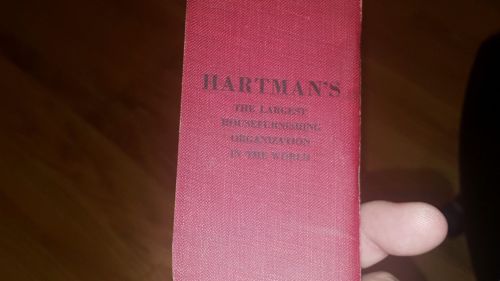 HARTMAN'S
THE LARGEST
HOUSEFURNISHING
ORGANIZATION
IN THE WORLD